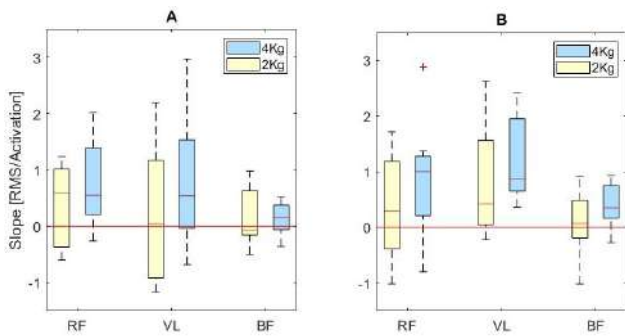 A
B
Slope [RMS/Activation]
3
2
1
0
-1
4Kg
2Kg
RF
VL
BF
3
2
1
0
-1
4Kg
2Kg
RF
VL
BF